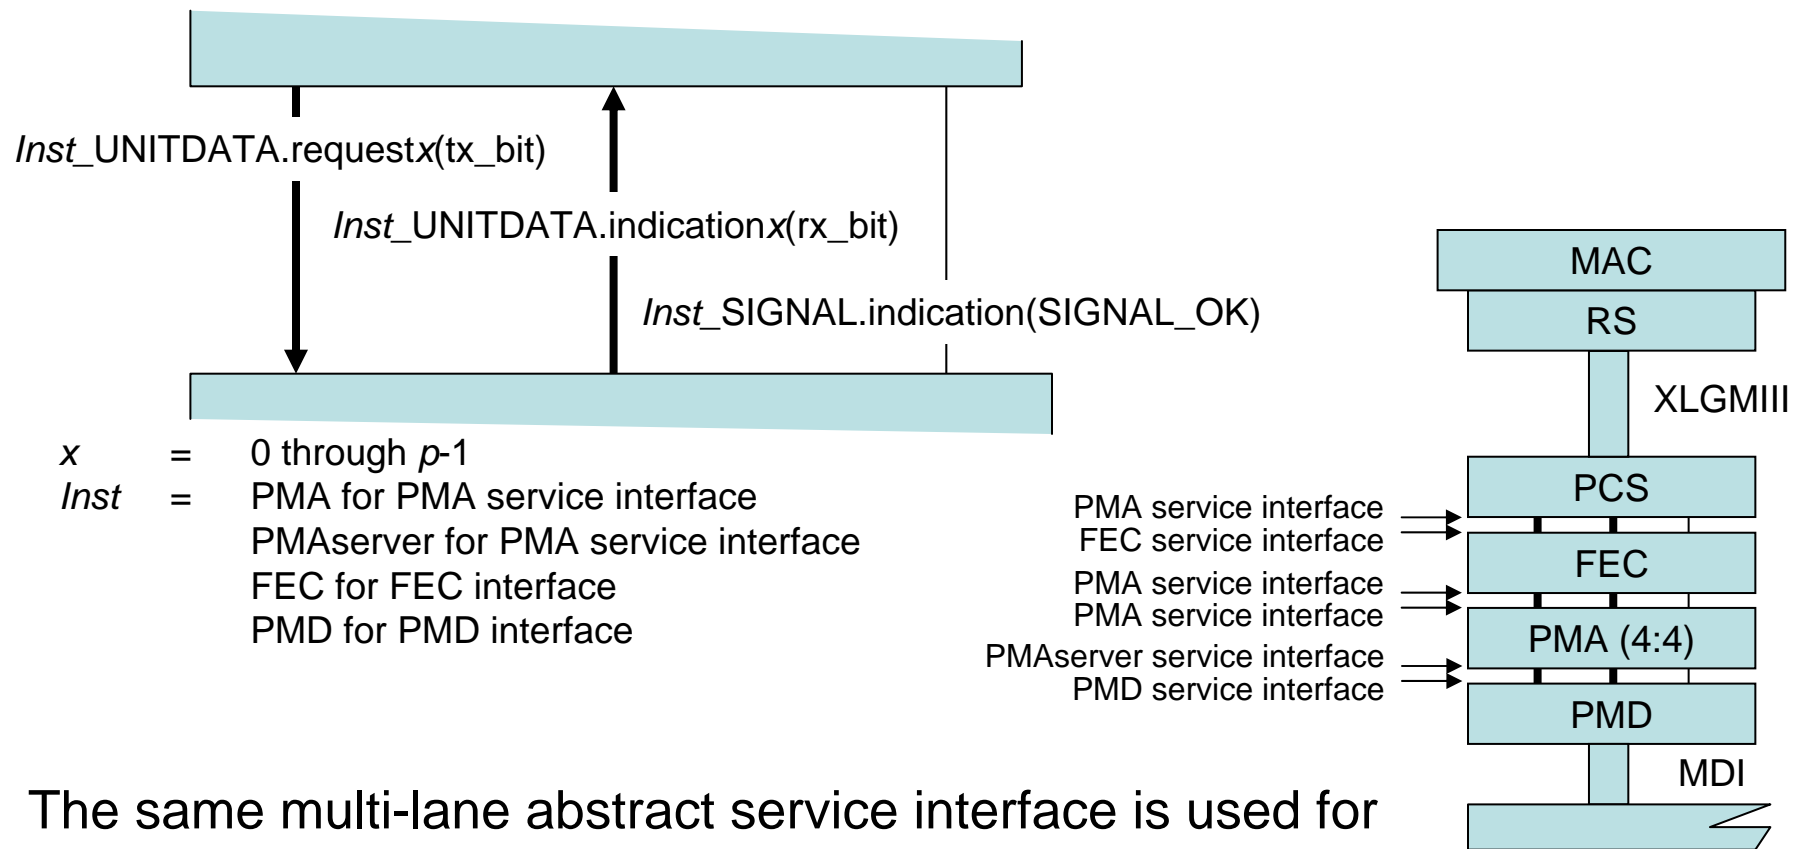 Inst_UNITDATA.requestx(tx_bit)
Inst_UNITDATA.indicationx(rx_bit)
Inst_SIGNAL.indication(SIGNAL_OK)
x = 0 through p-1
Inst = PMA for PMA service interface
PMAserver for PMA service interface
FEC for FEC interface
PMD for PMD interface
MAC
RS
XLGMIII
PCS
PMA service interface
FEC service interface
FEC
PMA service interface
PMA service interface
PMA (4:4)
PMAserver service interface
PMD service interface
PMD
MDI
The same multi-lane abstract service interface is used for